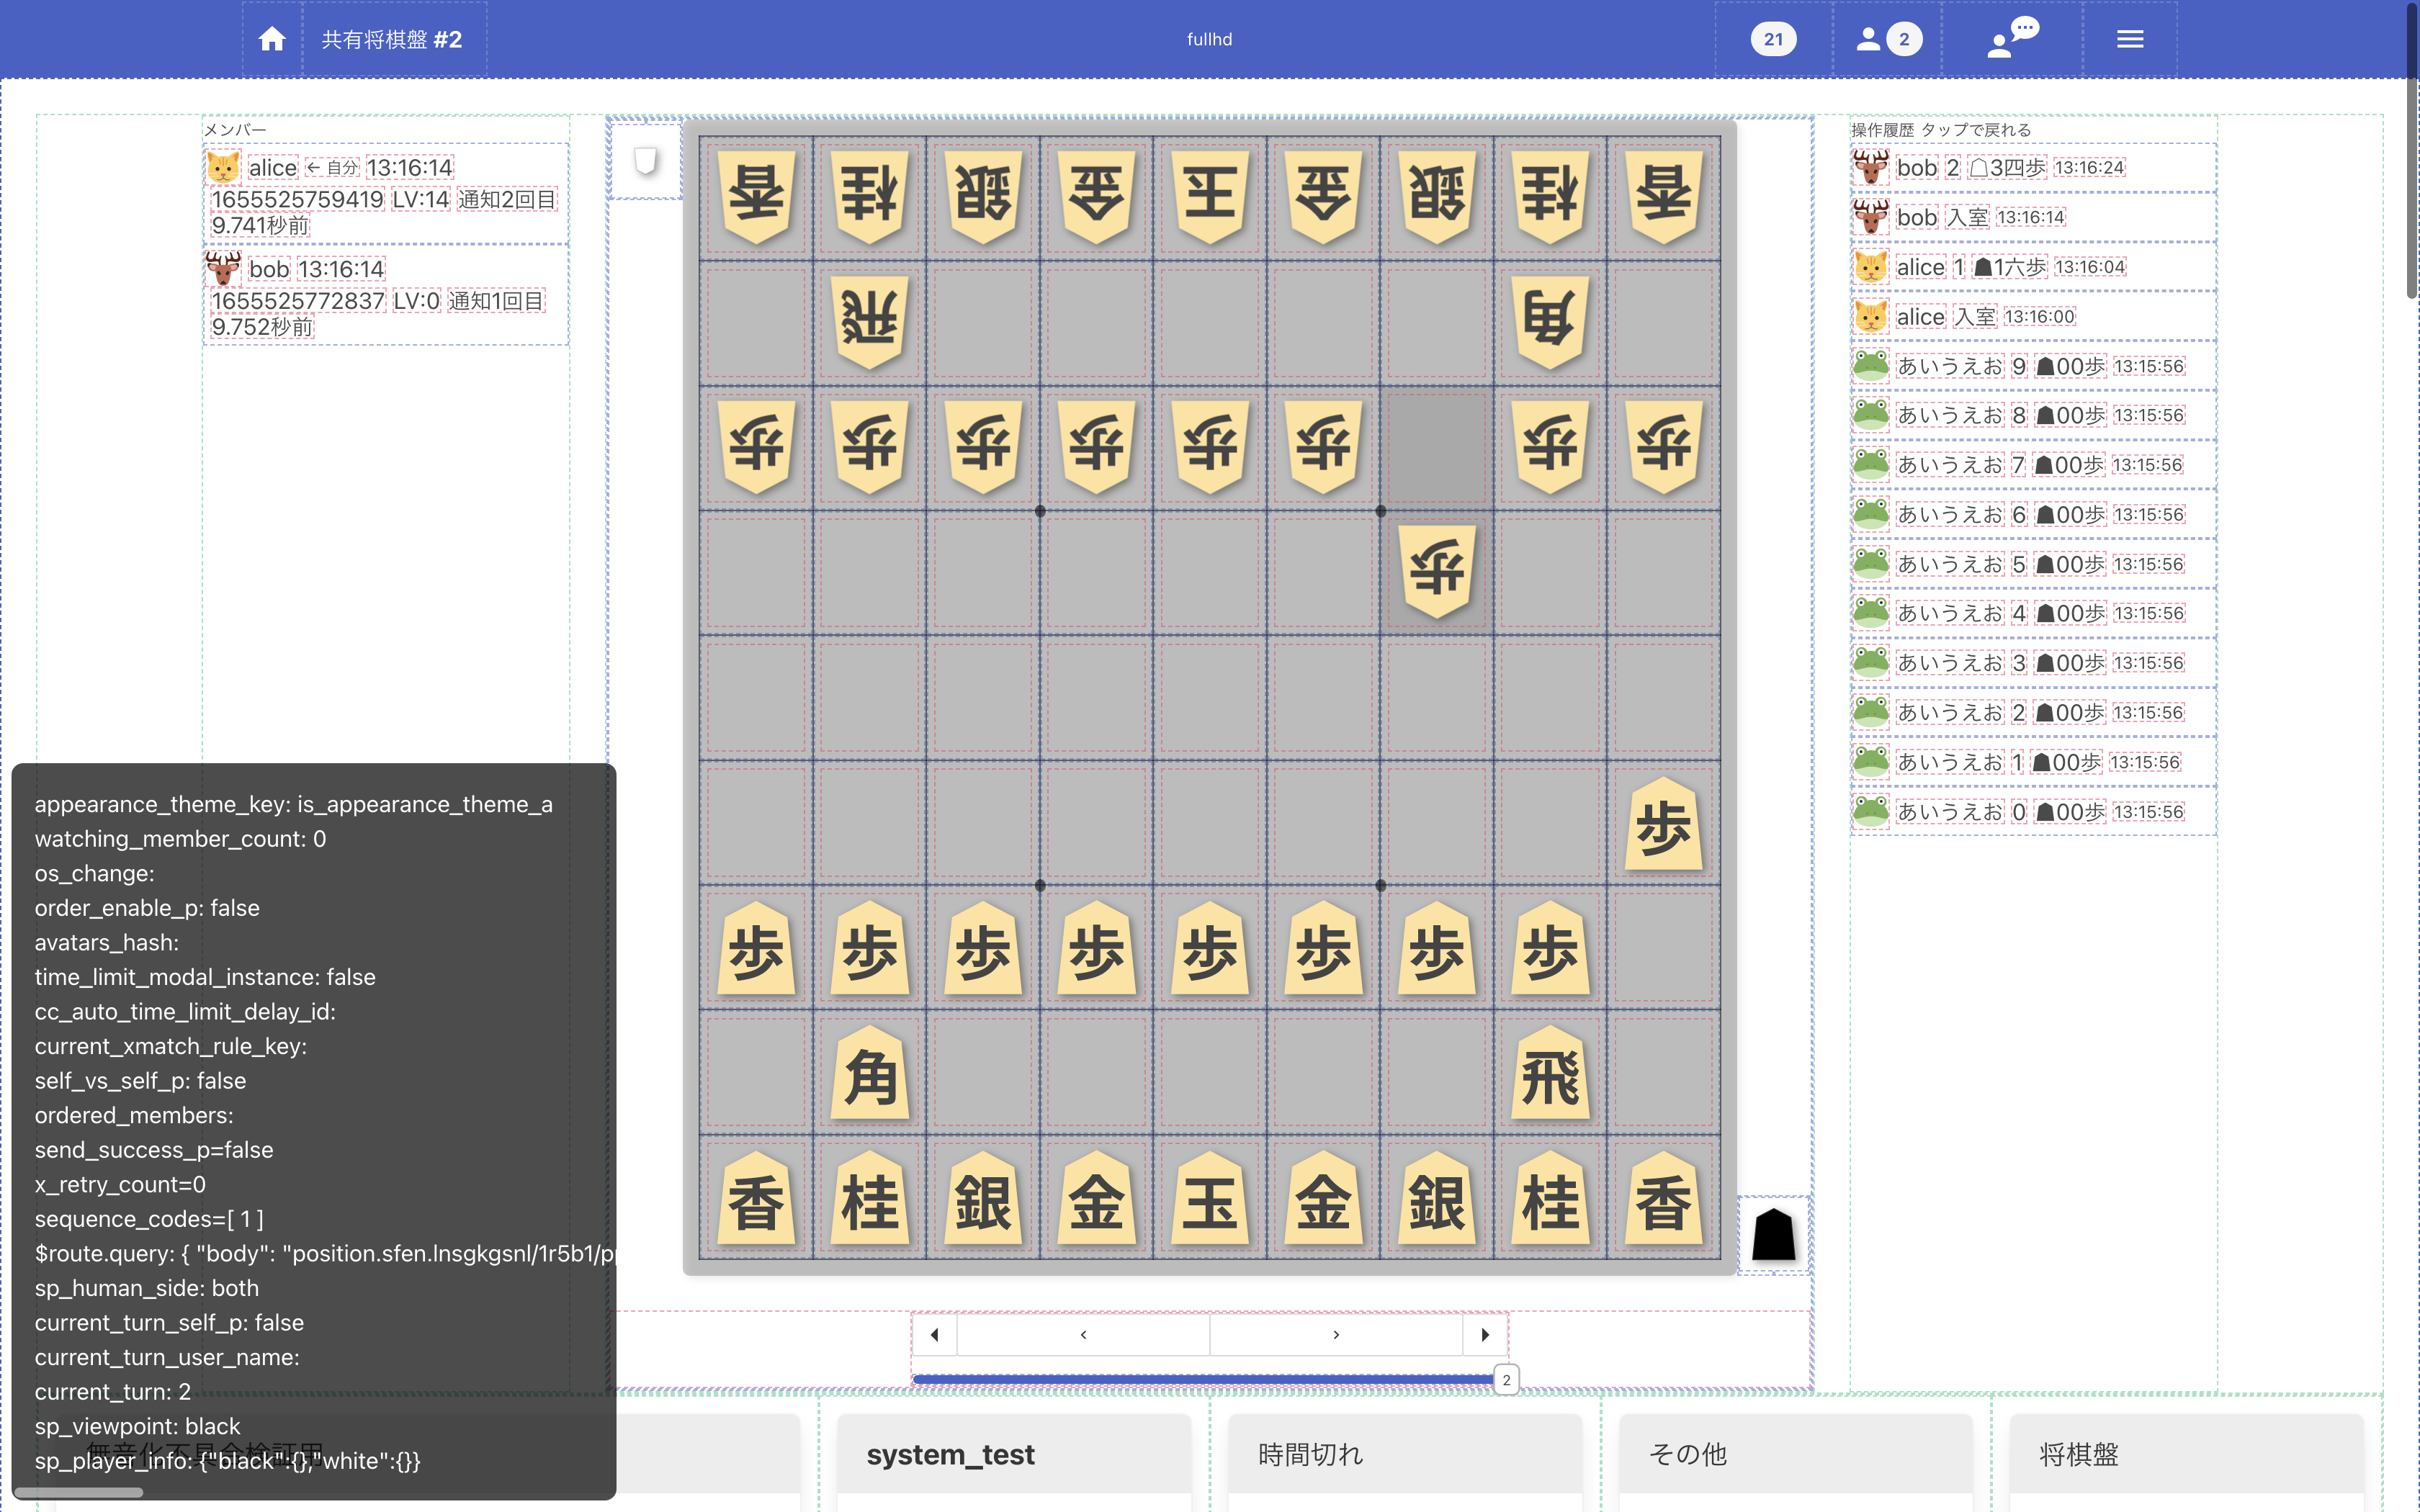 共有将棋盤 #2
fullhd
21
2
メンバー
alice ← 自分 13:16:14
1655525759419 LV:14 通知2回目
9.741秒前
bob 13:16:14
1655525772837 LV:0 通知1回目
9.752秒前
香 桂 銀 金 玉 金 銀 桂 香
飛 角
歩 歩 歩 歩 歩 歩 歩 歩
歩
歩
歩 歩 歩 歩 歩 歩 歩 歩
角 飛
香 桂 銀 金 玉 金 銀 桂 香
2
操作履歴 タップで戻れる
bob 2 ☖3四歩 13:16:24
bob 入室 13:16:14
alice 1 ☗1六歩 13:16:04
alice 入室 13:16:00
あいうえお 9 ☗00歩 13:15:56
あいうえお 8 ☗00歩 13:15:56
あいうえお 7 ☗00歩 13:15:56
あいうえお 6 ☗00歩 13:15:56
あいうえお 5 ☗00歩 13:15:56
あいうえお 4 ☗00歩 13:15:56
あいうえお 3 ☗00歩 13:15:56
あいうえお 2 ☗00歩 13:15:56
あいうえお 1 ☗00歩 13:15:56
あいうえお 0 ☗00歩 13:15:56
appearance_theme_key: is_appearance_theme_a
watching_member_count: 0
os_change:
order_enable_p: false
avatars_hash:
time_limit_modal_instance: false
cc_auto_time_limit_delay_id:
current_xmatch_rule_key:
self_vs_self_p: false
ordered_members:
send_success_p=false
x_retry_count=0
sequence_codes=[ 1 ]
$route.query: { "body": "position.sfen.lnsgkgsnl/1r5b1/p
sp_human_side: both
current_turn_self_p: false
current_turn_user_name:
current_turn: 2
sp_viewpoint: black
sp_player_info: {"black":{},"white":{}}
無音化不具合検証用
system_test
時間切れ
その他
将棋盤